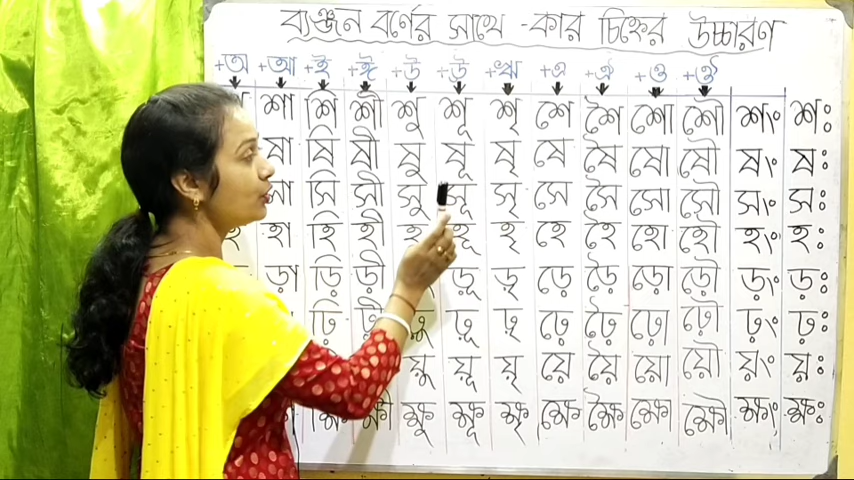 ব্যঞ্জন বর্ণের সাথে -কার চিহ্নের উচ্চারণ
+অ +আ +ই +ঈ +উ +ঊ +ঋ +এ +ঐ +ও +ঔ
শা শি শী শু শূ শৃ শে শৈ শো শৌ শং শঃ
ষা ষি ষী ষু ষূ ষৃ ষে ষৈ ষো ষৌ ষং ষঃ
সা সি সী সু সূ সৃ সে সৈ সো সৌ সং সঃ
হ হা হি হী হু হূ হৃ হে হৈ হো হৌ হং হঃ
ড়া ড়ি ড়ী ড়ূ ড়ৃ ড়ে ড়ৈ ড়ো ড়ৌ ড়ং ড়ঃ
ঢ়ি ঢ়ী ঢ়ু ঢ়ূ ঢ়ৃ ঢ়ে ঢ়ৈ ঢ়ো ঢ়ৌ ঢ়ং ঢ়ঃ
য়ু য়ূ য়ৃ য়ে য়ৈ য়ো য়ৌ য়ং য়ঃ
ক্ষি ক্ষী ক্ষু ক্ষূ ক্ষৃ ক্ষে ক্ষৈ ক্ষো ক্ষৌ ক্ষং ক্ষঃ